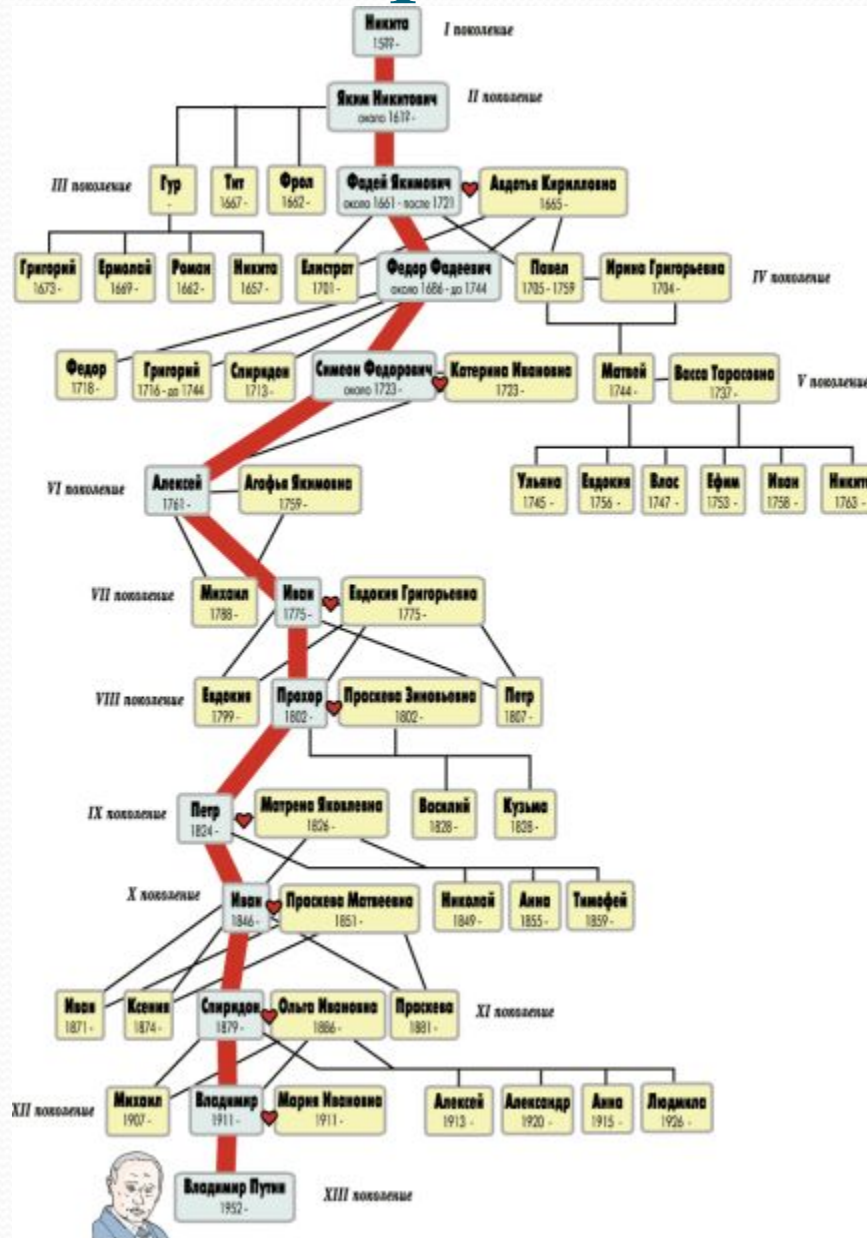 Никита
159? -
I поколение
Яким Никитович
около 161? -
II поколение
III поколение
Гур
-
Тит
1667 -
Фрол
1662 -
Фадей Якимович
около 1661 - после 1721
Авдотья Кирилловна
1665 -
Григорий
1673 -
Ермолай
1669 -
Роман
1662 -
Никита
1657 -
Елистрат
1701 -
Федор Фадеевич
около 1686 - до 1744
Павел
1705 - 1759
Ирина Григорьевна
1704 -
IV поколение
Федор
1718 -
Григорий
1716 - до 1744
Спиридон
1713 -
Симеон Федорович
около 1723 -
Катерина Ивановна
1723 -
Матвей
1744 -
Васса Тарасовна
1737 -
V поколение
VI поколение
Алексей
1761 -
Агафья Якимовна
1759 -
Ульяна
1745 -
Евдокия
1756 -
Влас
1747 -
Ефим
1753 -
Иван
1758 -
Никит
1763 -
VII поколение
Михаил
1788 -
Иван
1775 -
Евдокия Григорьевна
1775 -
VIII поколение
Евдокия
1799 -
Прохор
1802 -
Праскева Зиновьевна
1802 -
Петр
1807 -
IX поколение
Петр
1824 -
Матрена Яковлевна
1826 -
Василий
1828 -
Кузьма
1828 -
X поколение
Иван
1846 -
Праскева Матвеевна
1851 -
Николай
1849 -
Анна
1855 -
Тимофей
1859 -
Иван
1871 -
Ксения
1874 -
Спиридон
1879 -
Ольга Ивановна
1886 -
Праскева
1881 -
XI поколение
XII поколение
Михаил
1907 -
Владимир
1911 -
Мария Ивановна
1911 -
Алексей
1913 -
Александр
1920 -
Анна
1915 -
Людмила
1926 -
Владимир Путин
1952 -
XIII поколение